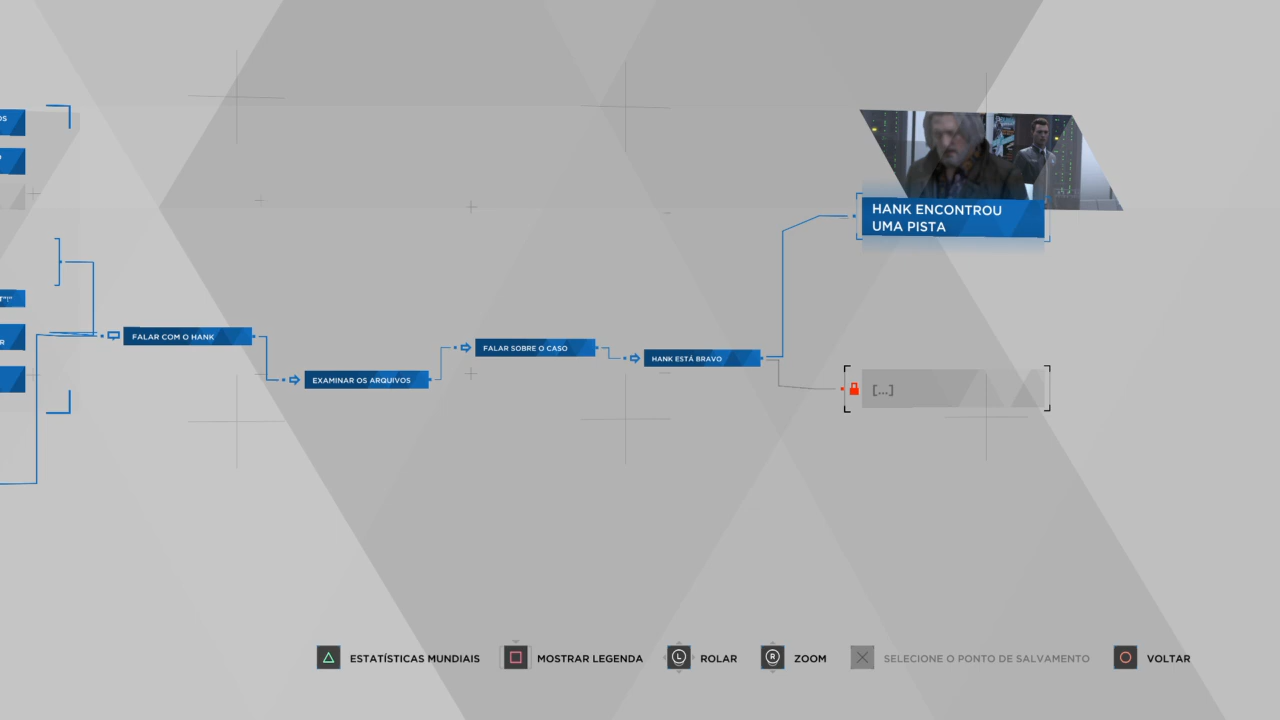 OS
HANK ENCONTROU
UMA PISTA
T"!"
R
FALAR COM O HANK
FALAR SOBRE O CASO
HANK ESTÁ BRAVO
EXAMINAR OS ARQUIVOS
[...]
ESTATÍSTICAS MUNDIAIS
MOSTRAR LEGENDA
L
ROLAR
R
ZOOM
SELECIONE O PONTO DE SALVAMENTO
VOLTAR